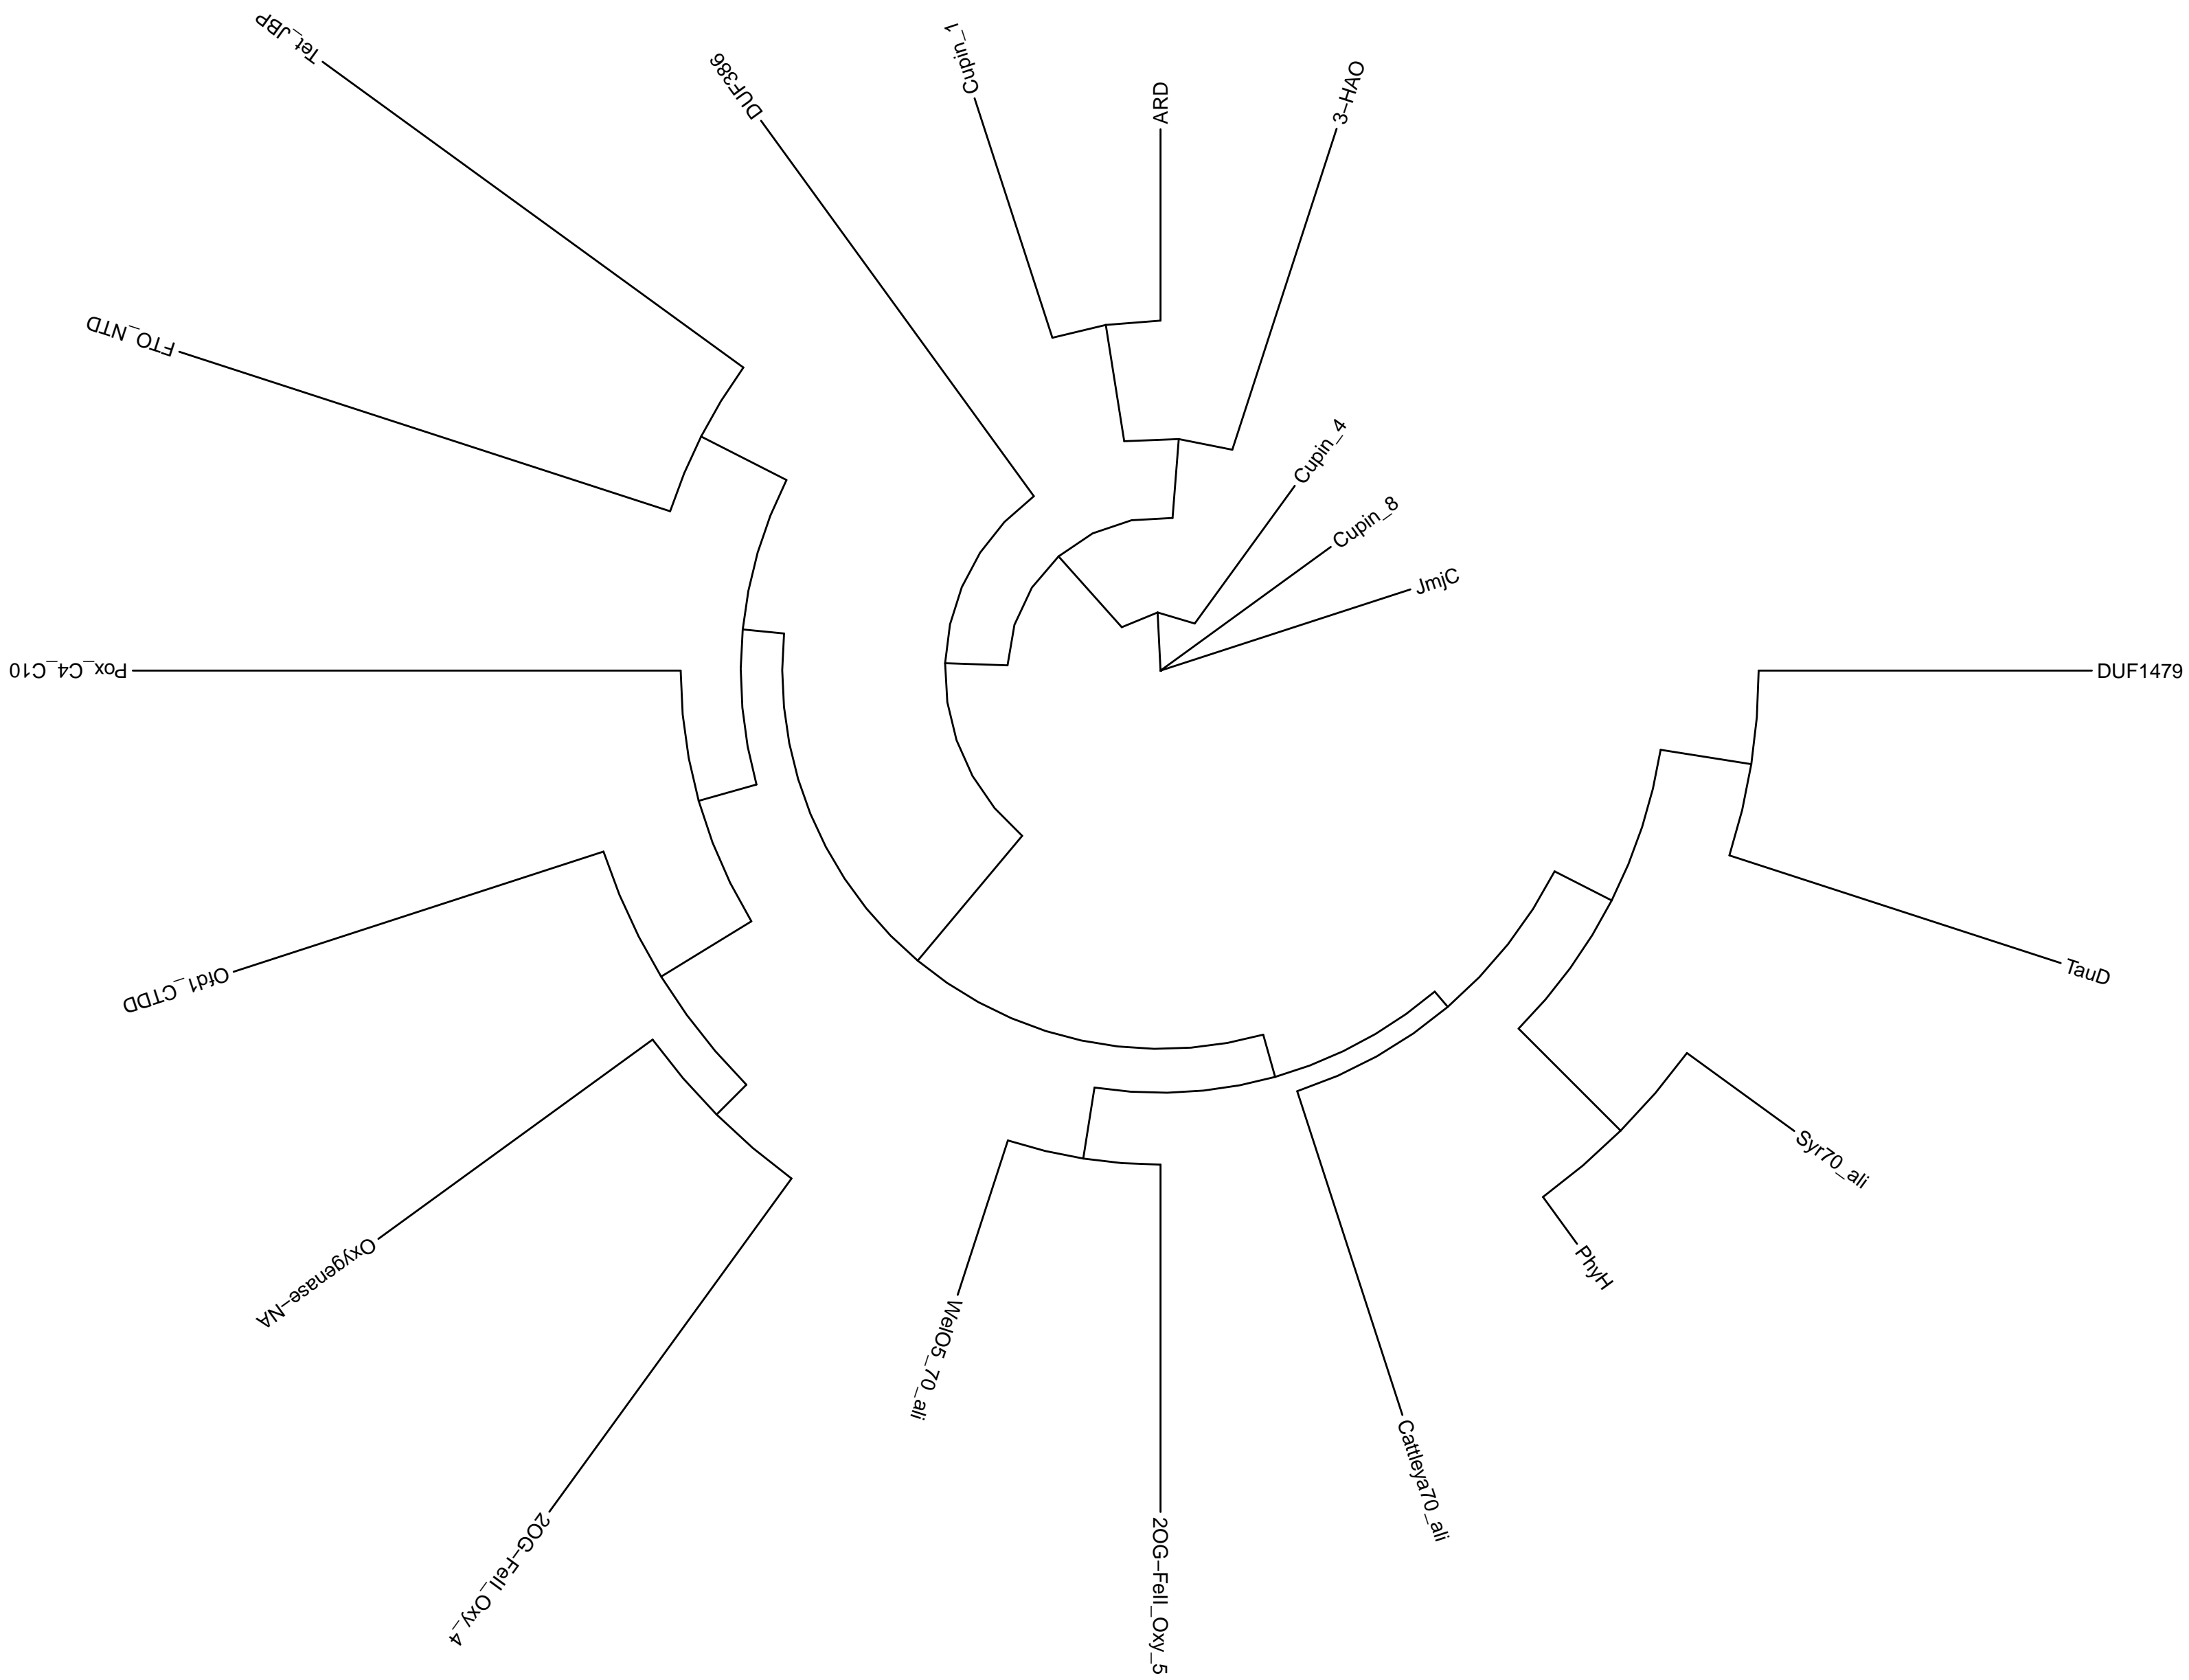 Tet_JBP
DUF386
Cupin_1
ARD
3−HAO
FTO_NTD
Cupin_4
Cupin_8
JmjC
Pox_C4_C10
DUF1479
Ofd1_CTDD
TauD
Syr70_ali
Oxygenase−NA
PhyH
WelO5_70_ali
Cattleya70_ali
2OG−FeII_Oxy_4
2OG−FeII_Oxy_5